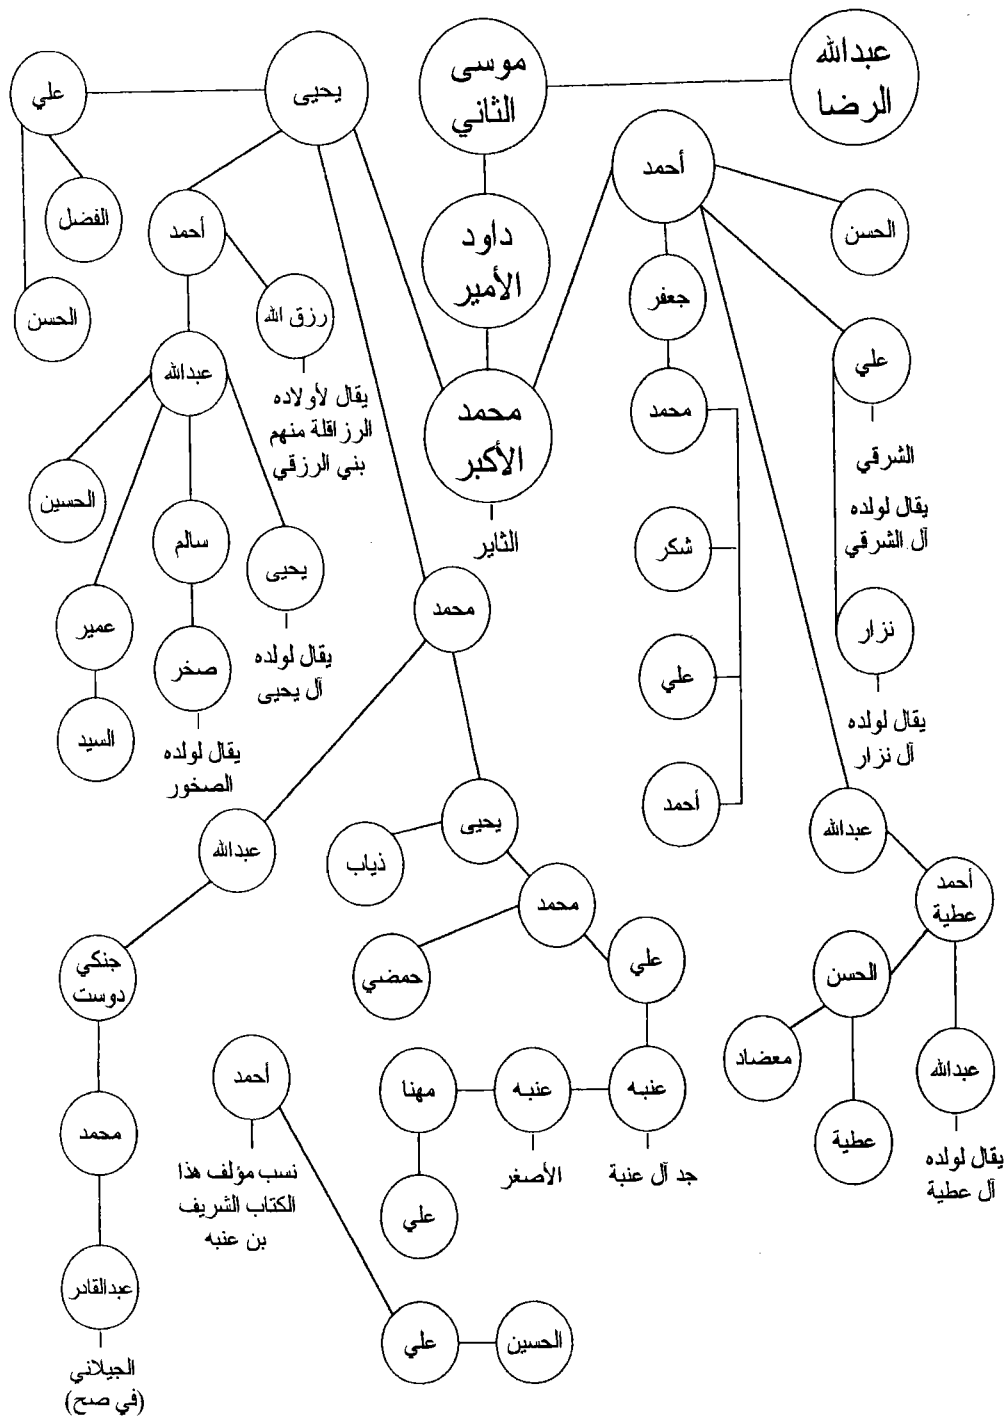 عبدالله
الرضا
موسى
الثاني
يحيى
علي
أحمد
الفضل
أحمد
الحسن
داود
الأمير
الحسن
رزق الله
جعفر
علي
عبدالله
يقال لأولاده
الرزاقلة منهم
بني الرزقي
محمد
الأكبر
محمد
الشرقي
يقال لولده
آل الشرقي
الحسين
سالم
يحيى
الثاير
شكر
عمير
صخر
يقال لولده
آل يحيى
محمد
علي
نزار
السيد
يقال لولده
الصخور
يقال لولده
آل نزار
أحمد
عبدالله
يحيى
ذياب
عبدالله
أحمد
عطية
محمد
جنكي
دوست
حمضي
علي
الحسن
معضاد
عبدالله
أحمد
مهنا
عنبه
عنبه
محمد
عطية
يقال لولده
آل عطية
نسب مؤلف هذا
الكتاب الشريف
بن عنبه
الأصغر
جد آل عنبة
علي
عبدالقادر
الجيلاني
(في صح)
علي
الحسين